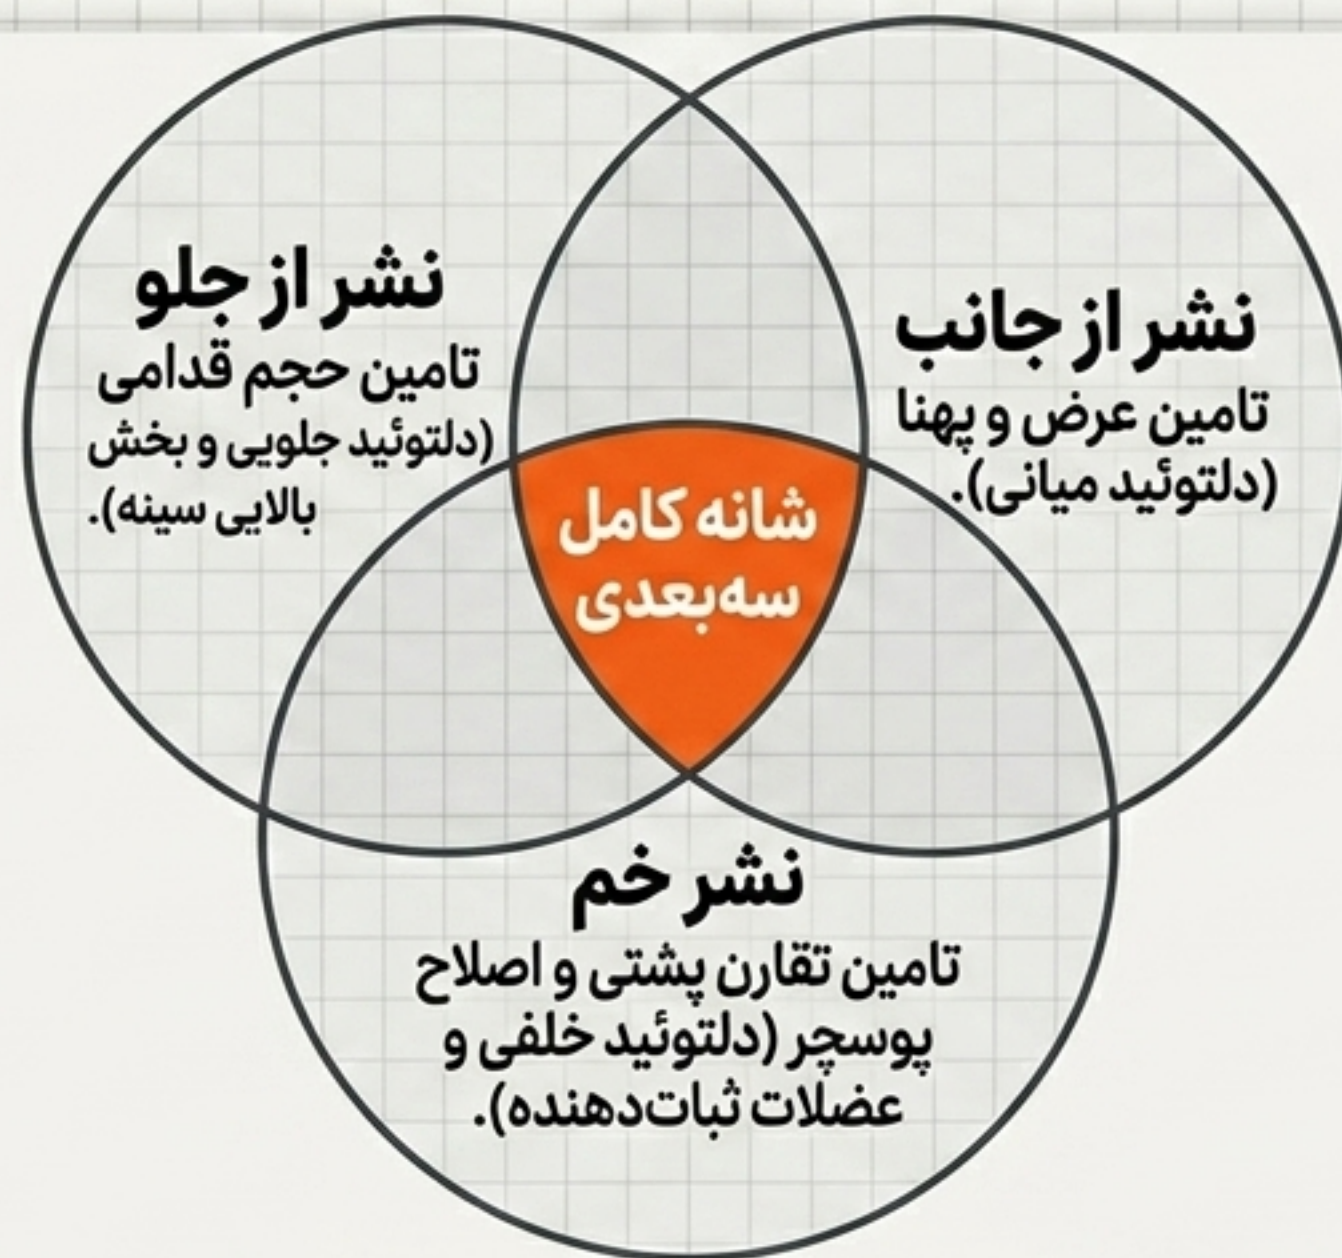 نشر از جلو
تامین حجم قدامی
(دلتوئید جلویی و بخش
بالایی سینه).
نشر از جانب
تامین عرض و پهنا
(دلتوئید میانی).
شانه کامل
سه‌بعدی
نشر خم
تامین تقارن پشتی و اصلاح
پوسچر (دلتوئید خلفی و
عضلات ثبات‌دهنده).